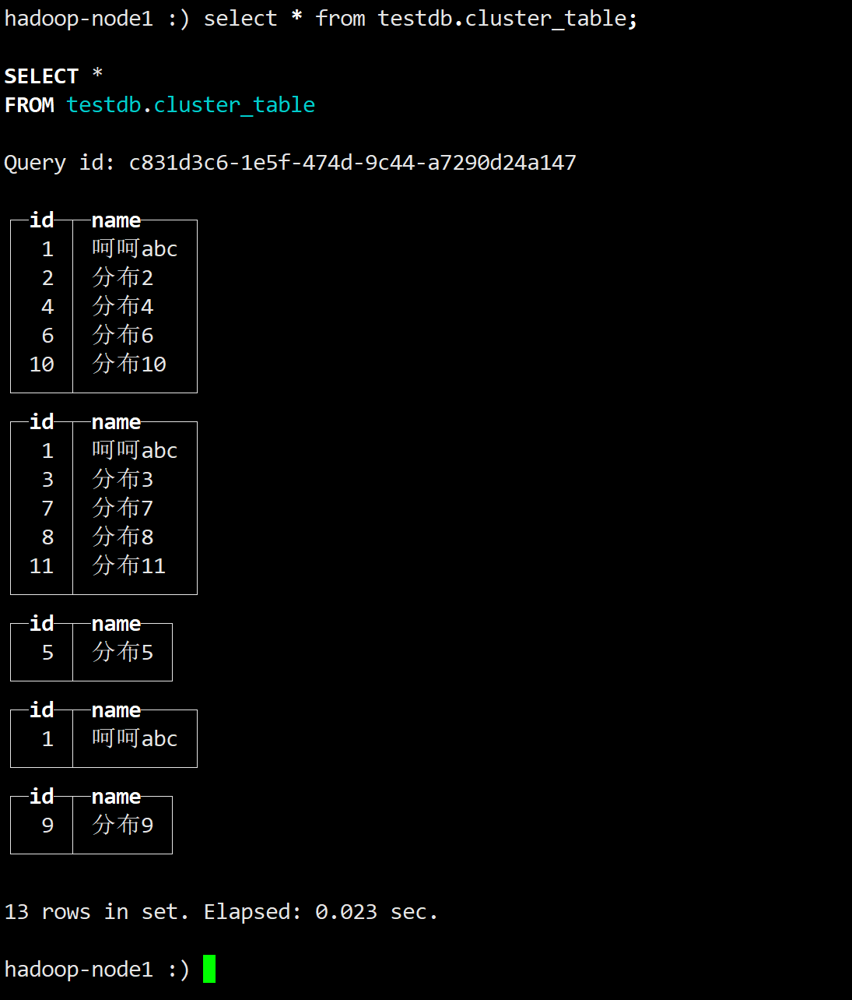 hadoop-node1 :) select * from testdb.cluster_table;
SELECT *
FROM testdb.cluster_table
Query id: c831d3c6-1e5f-474d-9c44-a7290d24a147
id name
1 呵呵abc
2 分布2
4 分布4
6 分布6
10 分布10
id name
1 呵呵abc
3 分布3
7 分布7
8 分布8
11 分布11
id name
5 分布5
id name
1 呵呵abc
id name
9 分布9
13 rows in set. Elapsed: 0.023 sec.
hadoop-node1 :)